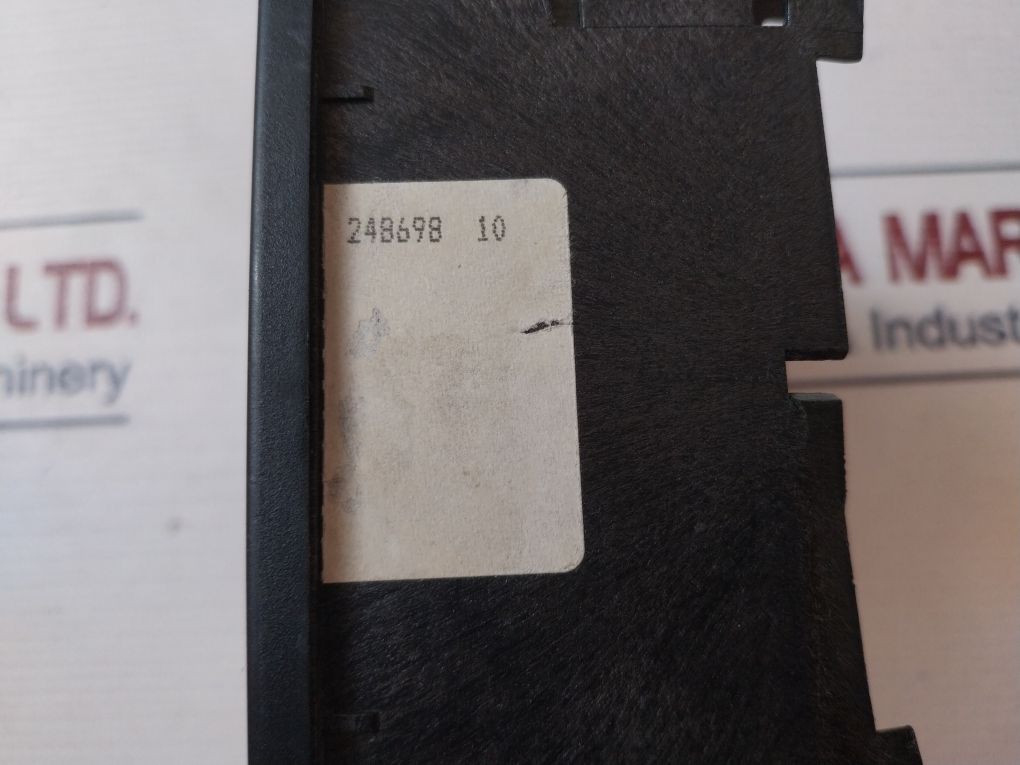 248698 10
LTD.
hinery
A MAR
Indust